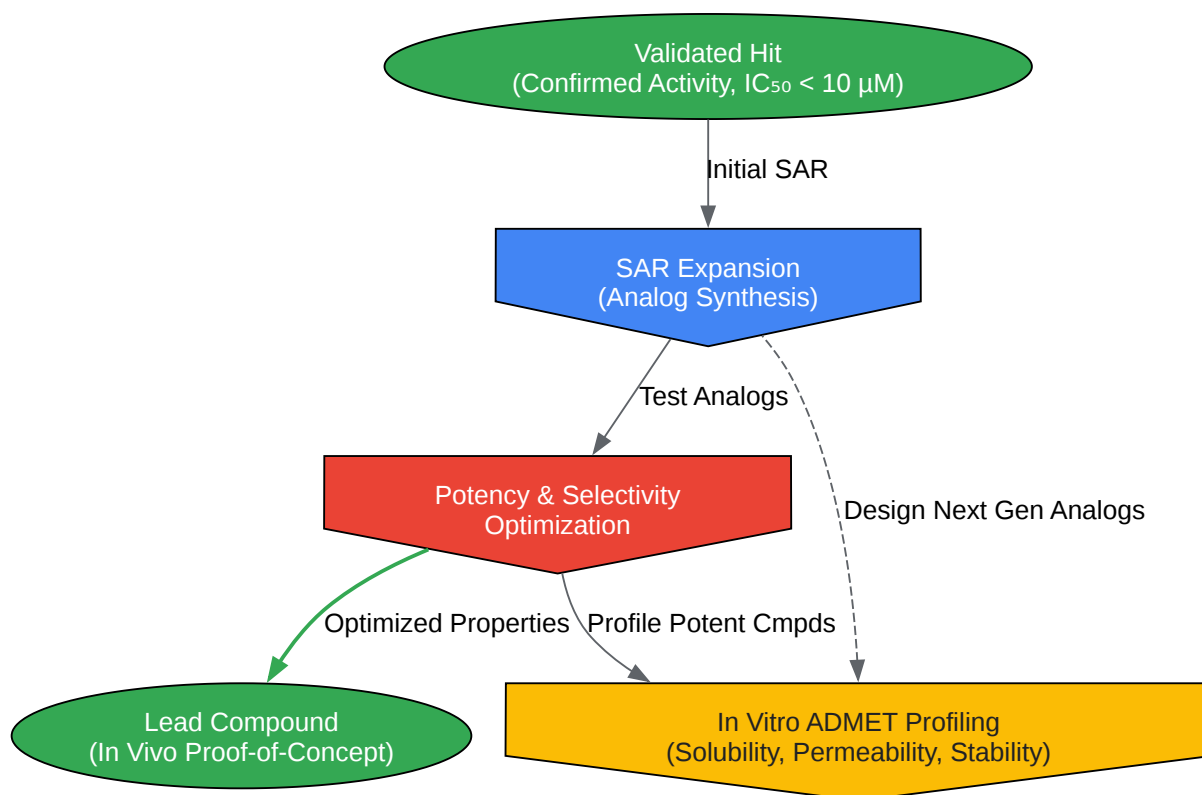 Validated Hit
(Confirmed Activity, IC₅₀ < 10 µM)
Initial SAR
SAR Expansion
(Analog Synthesis)
Test Analogs
Potency & Selectivity
Optimization
Design Next Gen Analogs
Optimized Properties
Profile Potent Cmpds
Lead Compound
(In Vivo Proof-of-Concept)
In Vitro ADMET Profiling
(Solubility, Permeability, Stability)